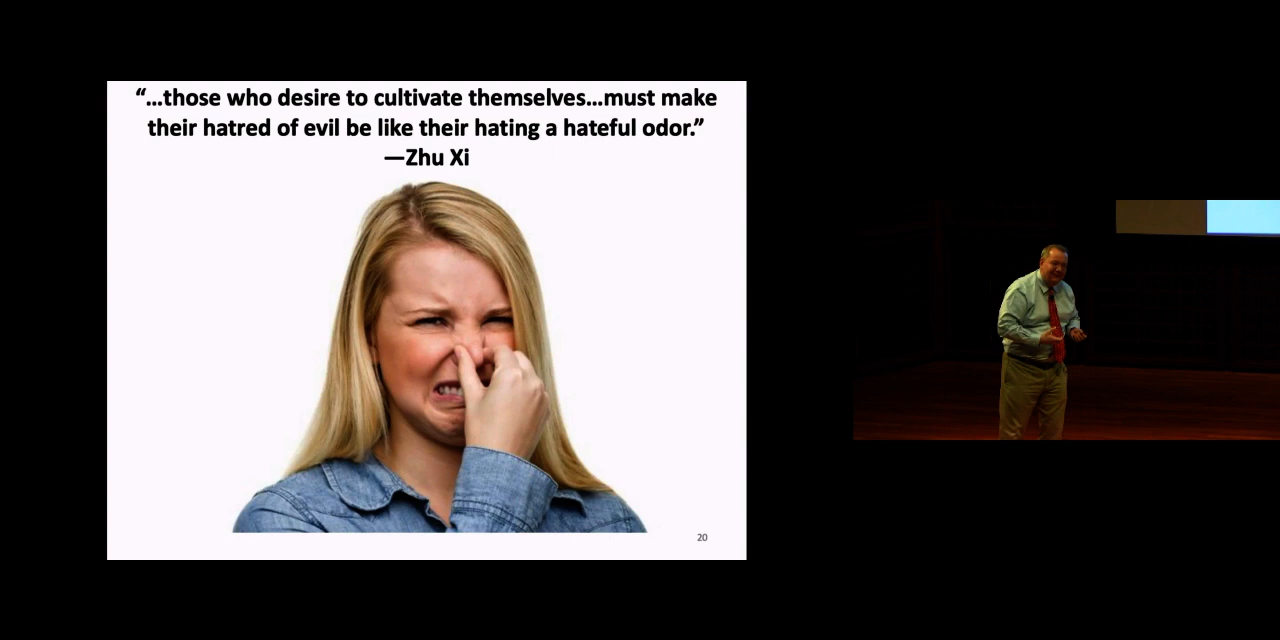 “...those who desire to cultivate themselves...must make
their hatred of evil be like their hating a hateful odor.”
—Zhu Xi
20